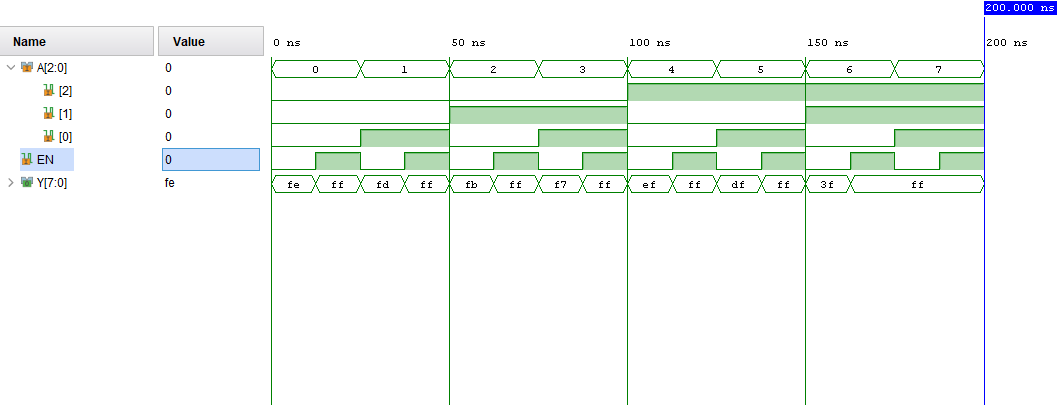 200.000 ns
Name Value 0 ns 50 ns 100 ns 150 ns 200 ns
A[2:0] 0 0 1 2 3 4 5 6 7
[2] 0
[1] 0
[0] 0
EN 0
Y[7:0] fe fe ff fd ff fb ff f7 ff ef ff df ff 3f ff